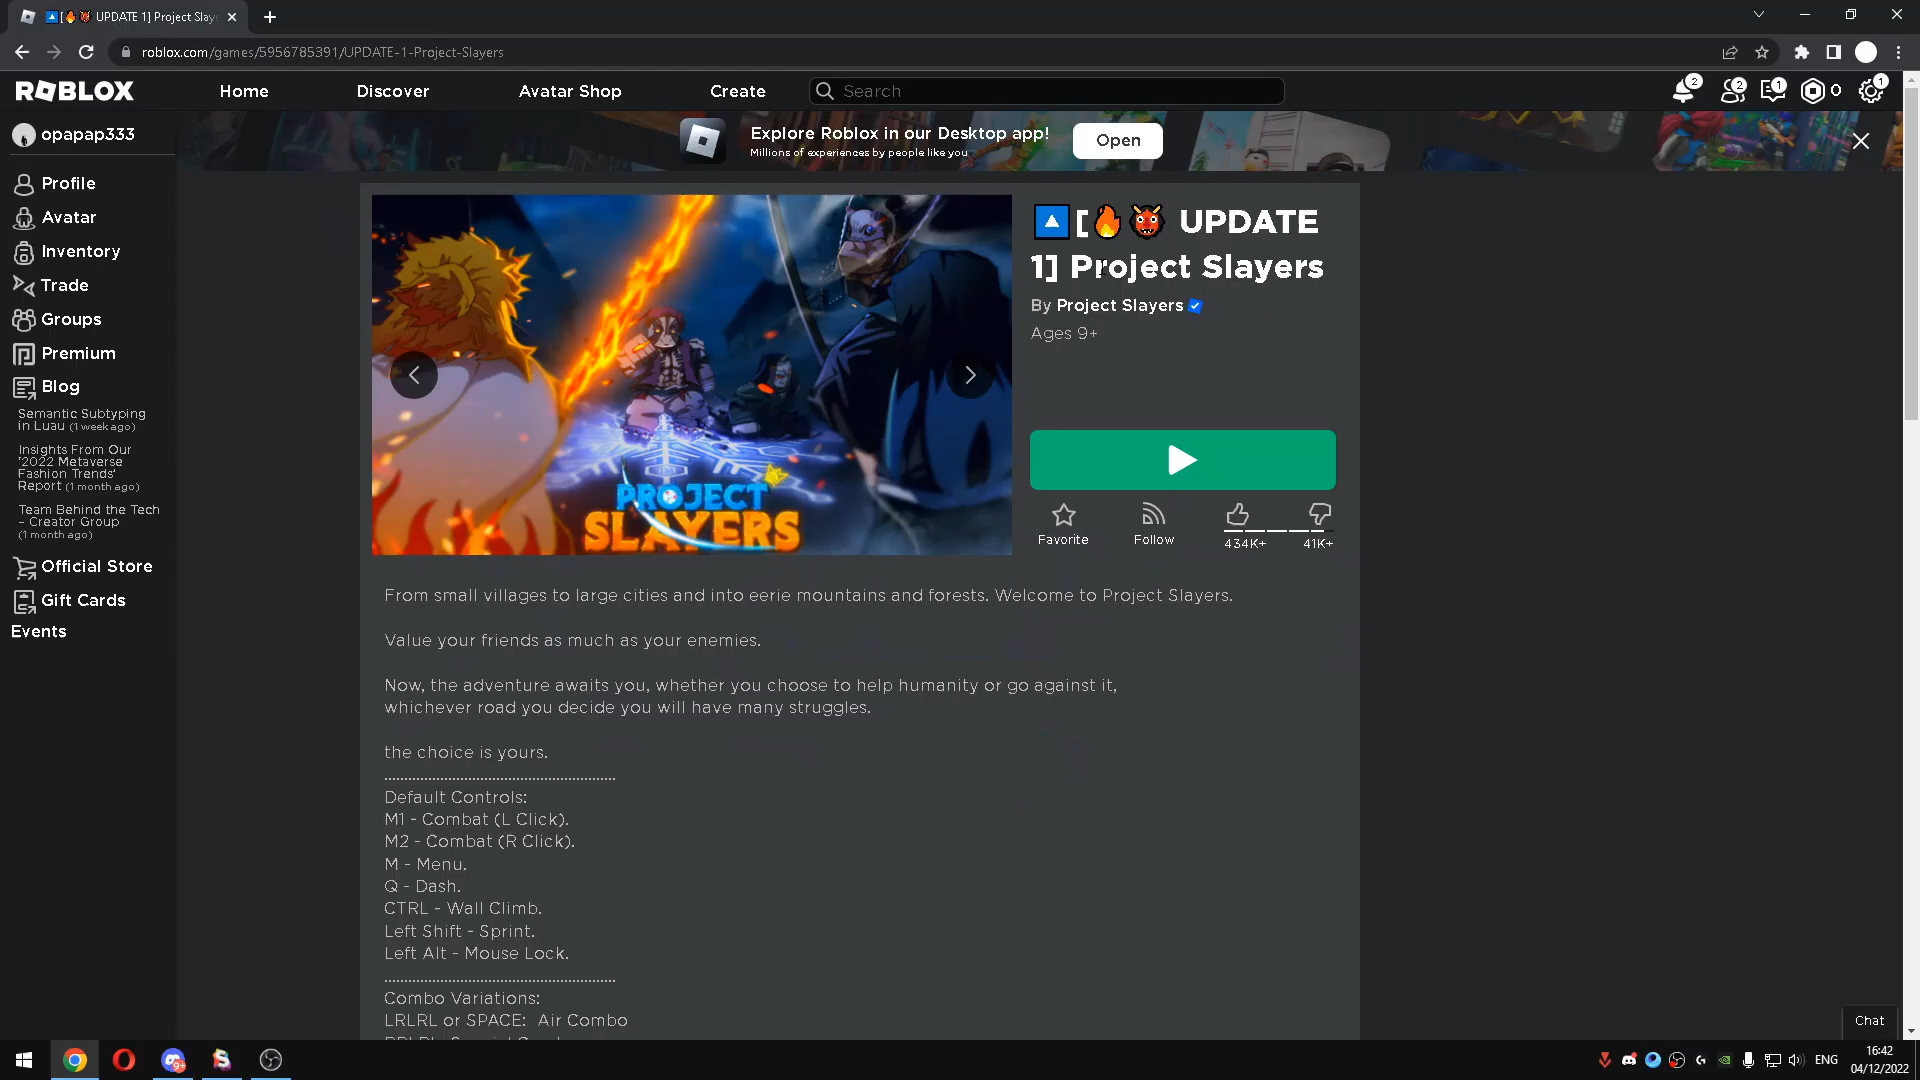 UPDATE 1] Project Slaye
roblox.com/games/5956785391/UPDATE-1-Project-Slayers
ROBLOX
Home
Discover
Avatar Shop
Create
Search
2
2
1
0
1
opapap333
Explore Roblox in our Desktop app!
Millions of experiences by people like you
Open
Profile
Avatar
Inventory
Trade
Groups
Premium
Blog
Semantic Subtyping
in Luau (1 week ago)
Insights From Our
'2022 Metaverse
Fashion Trends'
Report (1 month ago)
Team Behind the Tech
- Creator Group
(1 month ago)
Official Store
Gift Cards
Events
PROJECT
SLAYERS
[🔥👹 UPDATE
1] Project Slayers
By Project Slayers
Ages 9+
Favorite
Follow
434K+
41K+
From small villages to large cities and into eerie mountains and forests. Welcome to Project Slayers.
Value your friends as much as your enemies.
Now, the adventure awaits you, whether you choose to help humanity or go against it,
whichever road you decide you will have many struggles.
the choice is yours.
Default Controls:
M1 - Combat (L Click).
M2 - Combat (R Click).
M - Menu.
Q - Dash.
CTRL - Wall Climb.
Left Shift - Sprint.
Left Alt - Mouse Lock.
Combo Variations:
LRLRL or SPACE: Air Combo
Chat
9+
ENG
16:42
04/12/2022